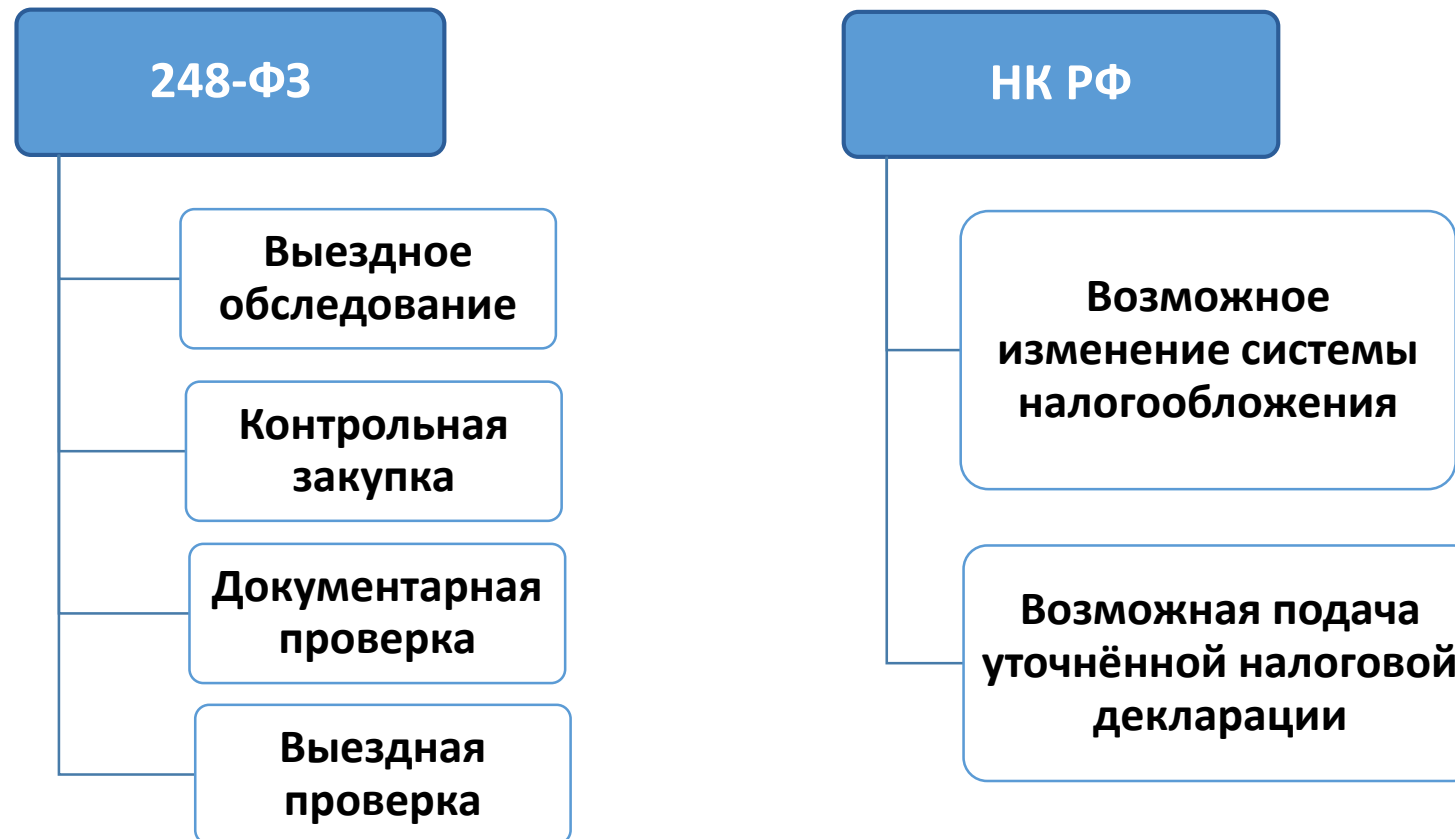 248-ФЗ
Выездное
обследование
Контрольная
закупка
Документарная
проверка
Выездная
проверка
НК РФ
Возможное
изменение системы
налогообложения
Возможная подача
уточнённой налоговой
декларации